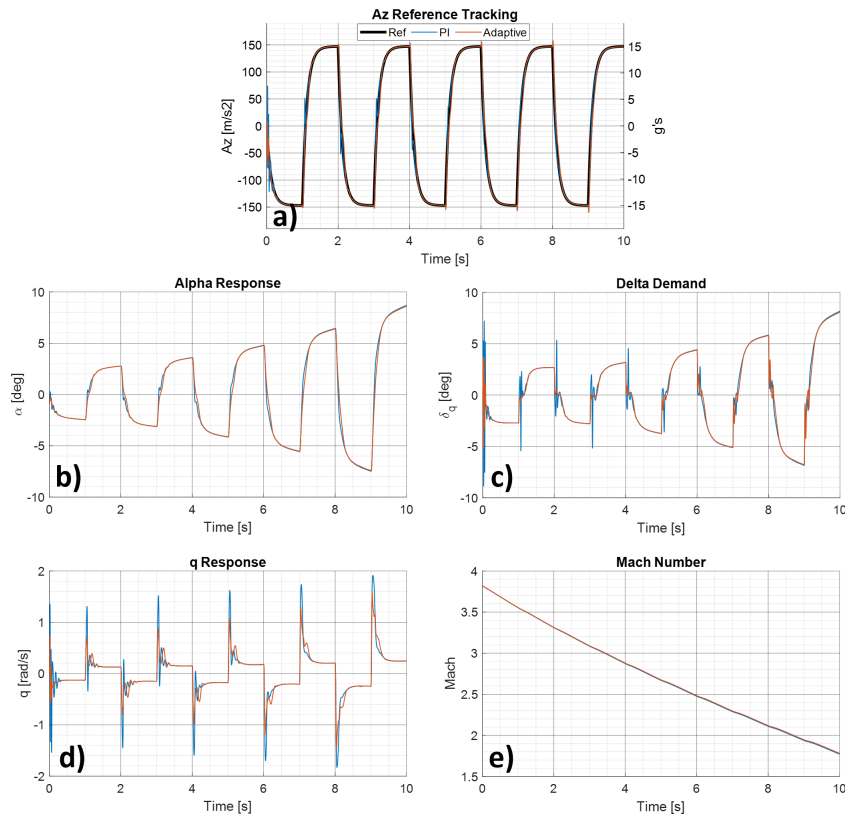 Az Reference Tracking
Ref PI Adaptive
150
100
50
0
-50
-100
-150
Az [m/s2]
15
10
5
0
-5
-10
-15
g's
a)
0 2 4 6 8 10
Time [s]
Alpha Response
10
5
0
-5
-10
α [deg]
b)
0 2 4 6 8 10
Time [s]
Delta Demand
10
5
0
-5
-10
δq [deg]
c)
0 2 4 6 8 10
Time [s]
q Response
2
1
0
-1
-2
q [rad/s]
d)
0 2 4 6 8 10
Time [s]
Mach Number
4
3.5
3
2.5
2
1.5
Mach
e)
0 2 4 6 8 10
Time [s]